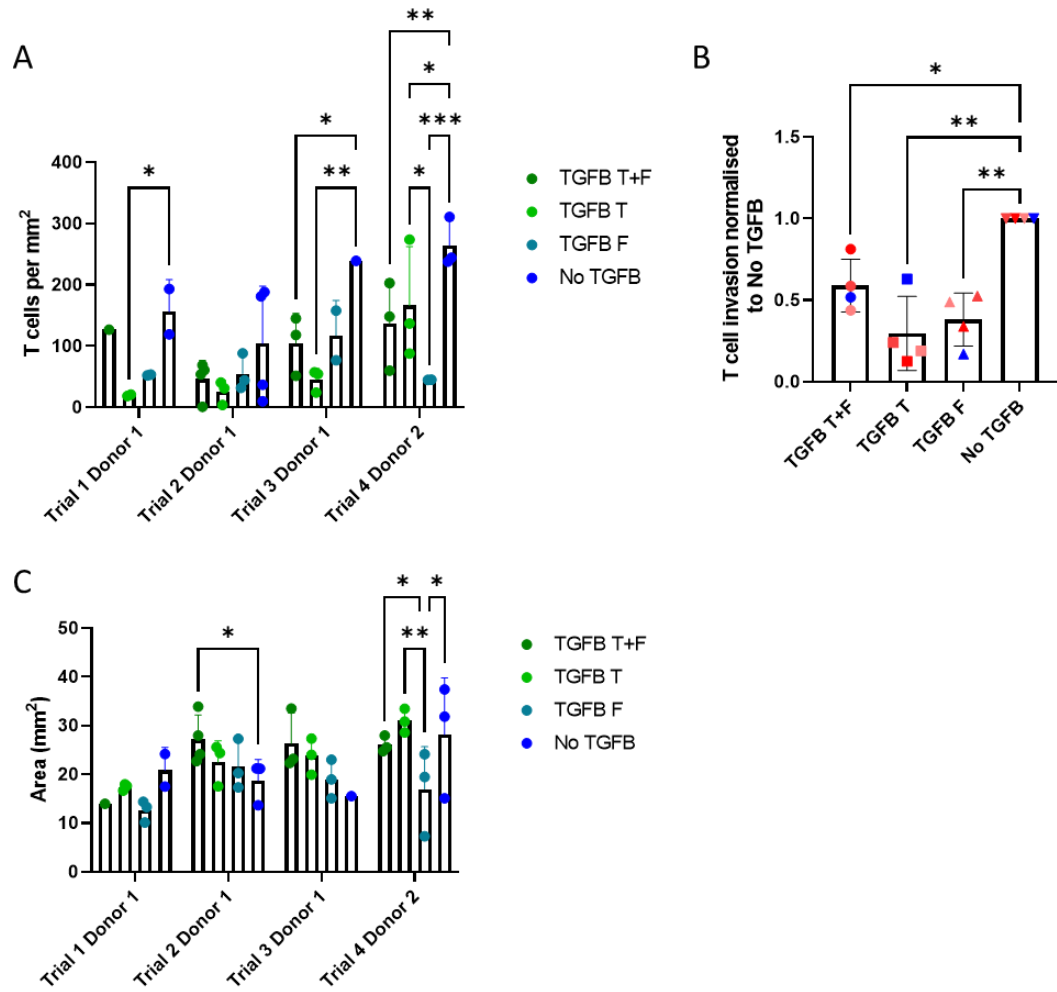 A
T cells per mm²
400
300
200
100
0
* * ** * ** * ***
Trial 1 Donor 1
Trial 2 Donor 1
Trial 3 Donor 1
Trial 4 Donor 2
TGFB T+F
TGFB T
TGFB F
No TGFB
B
T cell invasion normalised
to No TGFB
1.5
1.0
0.5
0.0
*
**
**
TGFB T+F
TGFB T
TGFB F
No TGFB
C
Area (mm²)
50
40
30
20
10
0
* * ** *
Trial 1 Donor 1
Trial 2 Donor 1
Trial 3 Donor 1
Trial 4 Donor 2
TGFB T+F
TGFB T
TGFB F
No TGFB